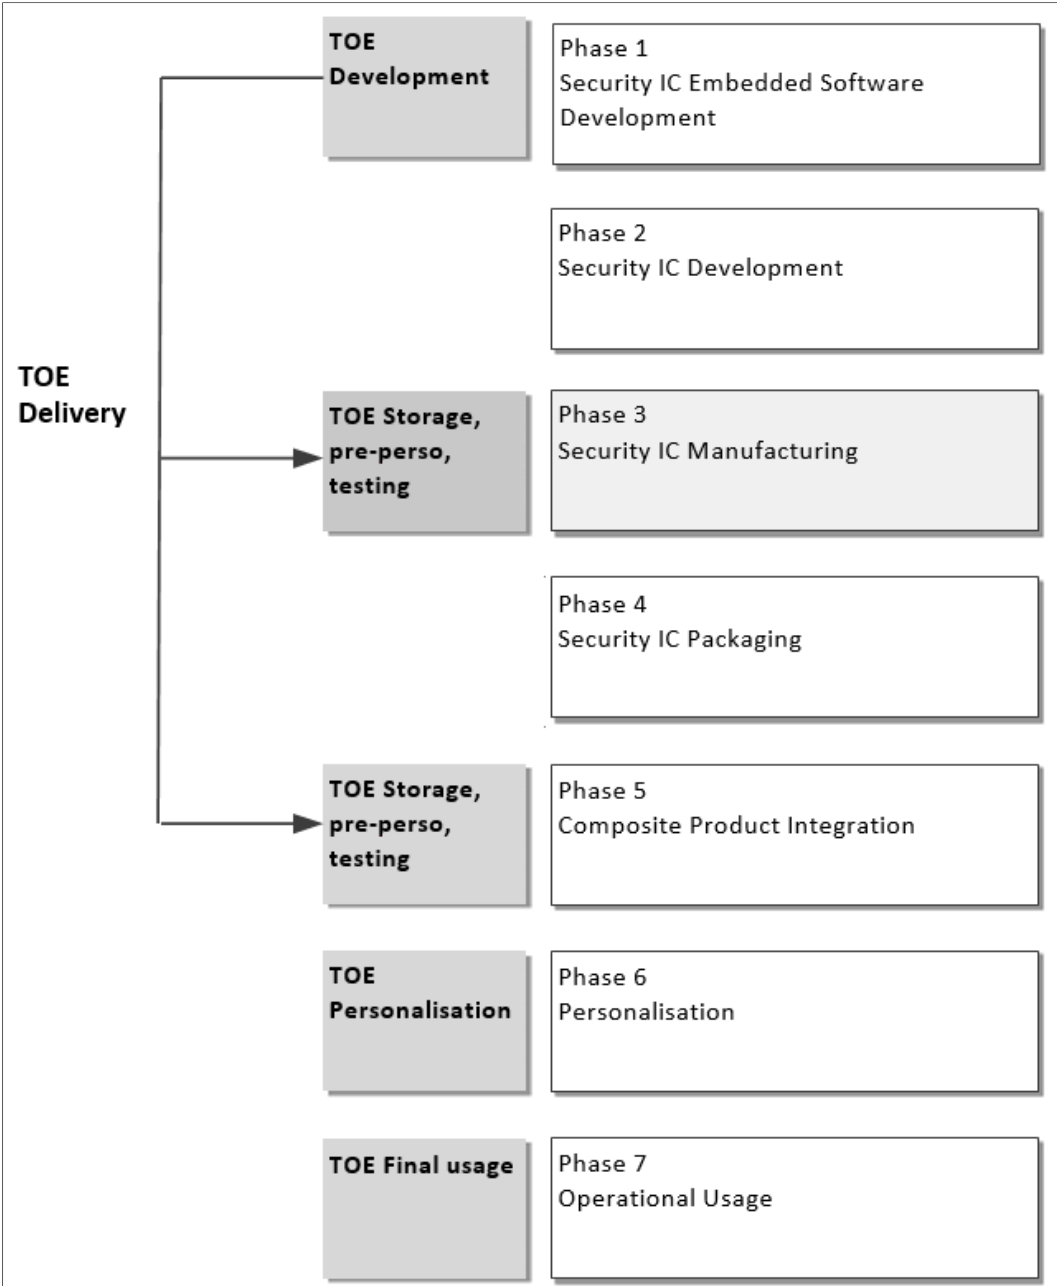 TOE
Development
Phase 1
Security IC Embedded Software
Development
Phase 2
Security IC Development
TOE
Delivery
TOE Storage,
pre-perso,
testing
Phase 3
Security IC Manufacturing
Phase 4
Security IC Packaging
TOE Storage,
pre-perso,
testing
Phase 5
Composite Product Integration
TOE
Personalisation
Phase 6
Personalisation
TOE Final usage
Phase 7
Operational Usage